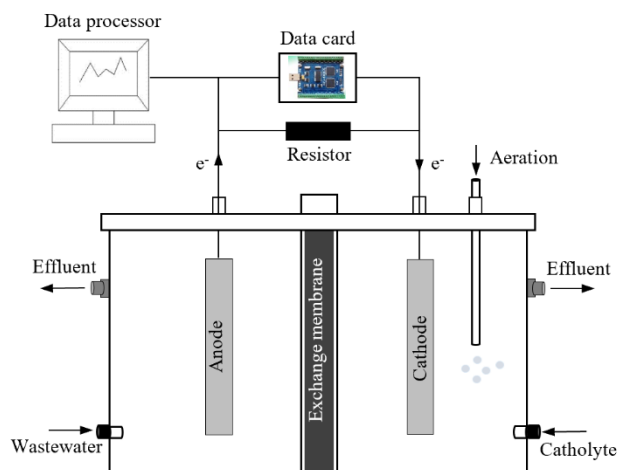 Data processor
Data card
Resistor
e-
e-
Aeration
Effluent
Effluent
Anode
Exchange membrane
Cathode
Wastewater
Catholyte